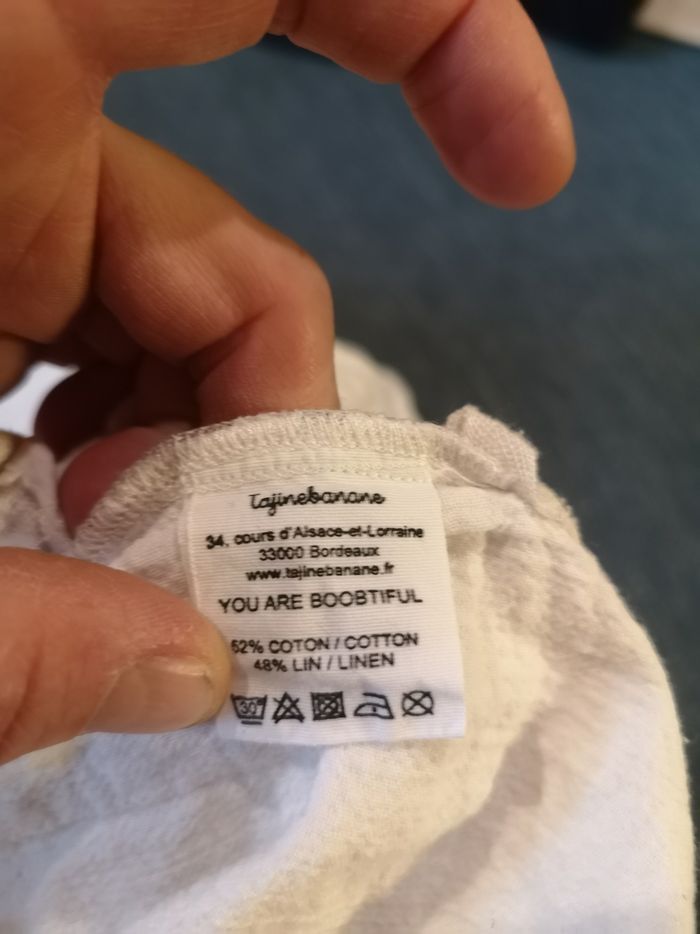 tajinebanane
34, cours d'Alsace-et-Lorraine
33000 Bordeaux
www.tajinebanane.fr
YOU ARE BOOBTIFUL
52% COTON / COTTON
48% LIN / LINEN
30°